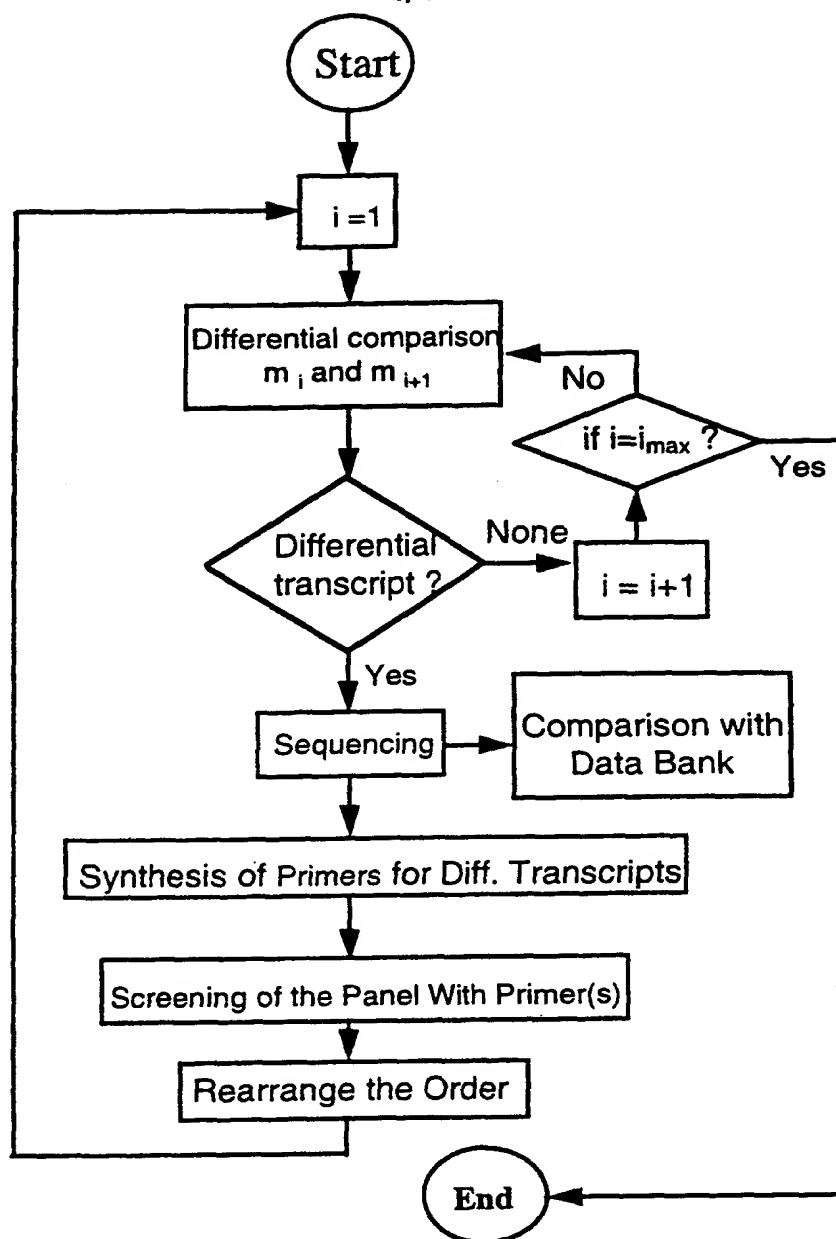 Start
i =1
Differential comparison
m i and m i+1
No
if i=imax ?
Yes
Differential
transcript ?
None
i = i+1
Yes
Sequencing
Comparison with
Data Bank
Synthesis of Primers for Diff. Transcripts
Screening of the Panel With Primer(s)
Rearrange the Order
End